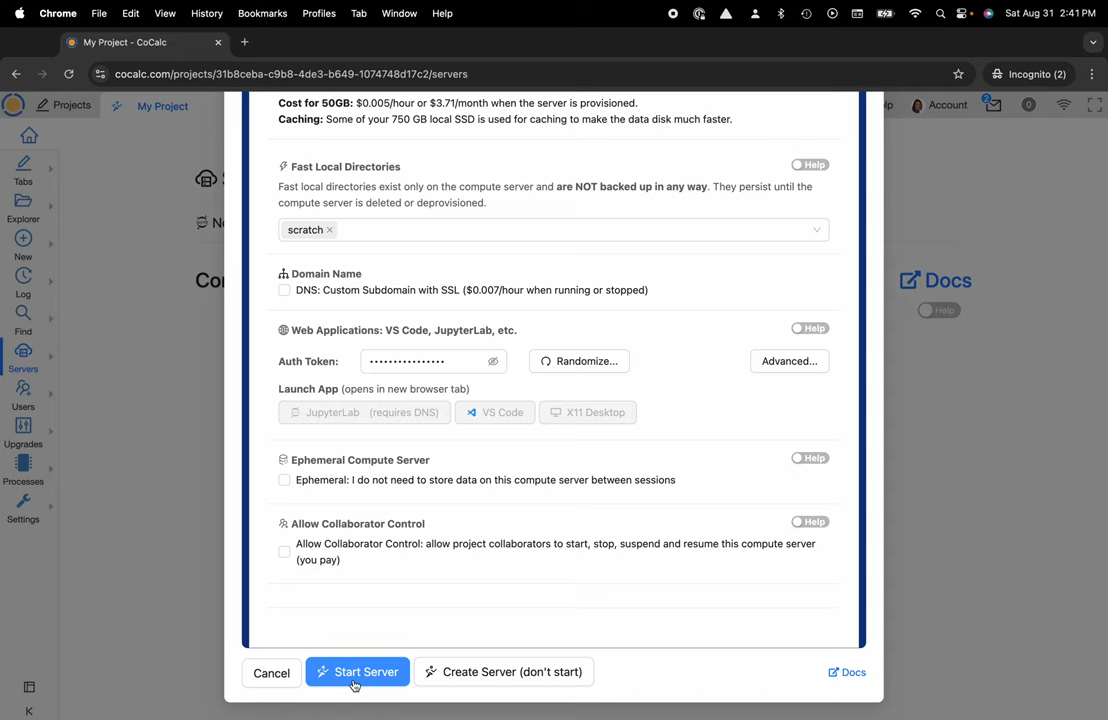 Chrome File Edit View History Bookmarks Profiles Tab Window Help Sat Aug 31 2:41 PM
My Project - CoCalc
cocalc.com/projects/31b8ceba-c9b8-4de3-b649-1074748d17c2/servers
Incognito (2)
Projects
My Project
Account
2
0
Tabs
Explorer
New
Log
Find
Servers
Users
Upgrades
Processes
Settings
Docs
Help
Cost for 50GB: $0.005/hour or $3.71/month when the server is provisioned.
Caching: Some of your 750 GB local SSD is used for caching to make the data disk much faster.
Fast Local Directories
Help
Fast local directories exist only on the compute server and are NOT backed up in any way. They persist until the
compute server is deleted or deprovisioned.
scratch
Domain Name
DNS: Custom Subdomain with SSL ($0.007/hour when running or stopped)
Web Applications: VS Code, JupyterLab, etc.
Help
Auth Token: •••••••••••••••• Randomize... Advanced...
Launch App (opens in new browser tab)
JupyterLab (requires DNS) VS Code X11 Desktop
Ephemeral Compute Server
Help
Ephemeral: I do not need to store data on this compute server between sessions
Allow Collaborator Control
Help
Allow Collaborator Control: allow project collaborators to start, stop, suspend and resume this compute server
(you pay)
Cancel Start Server Create Server (don't start) Docs